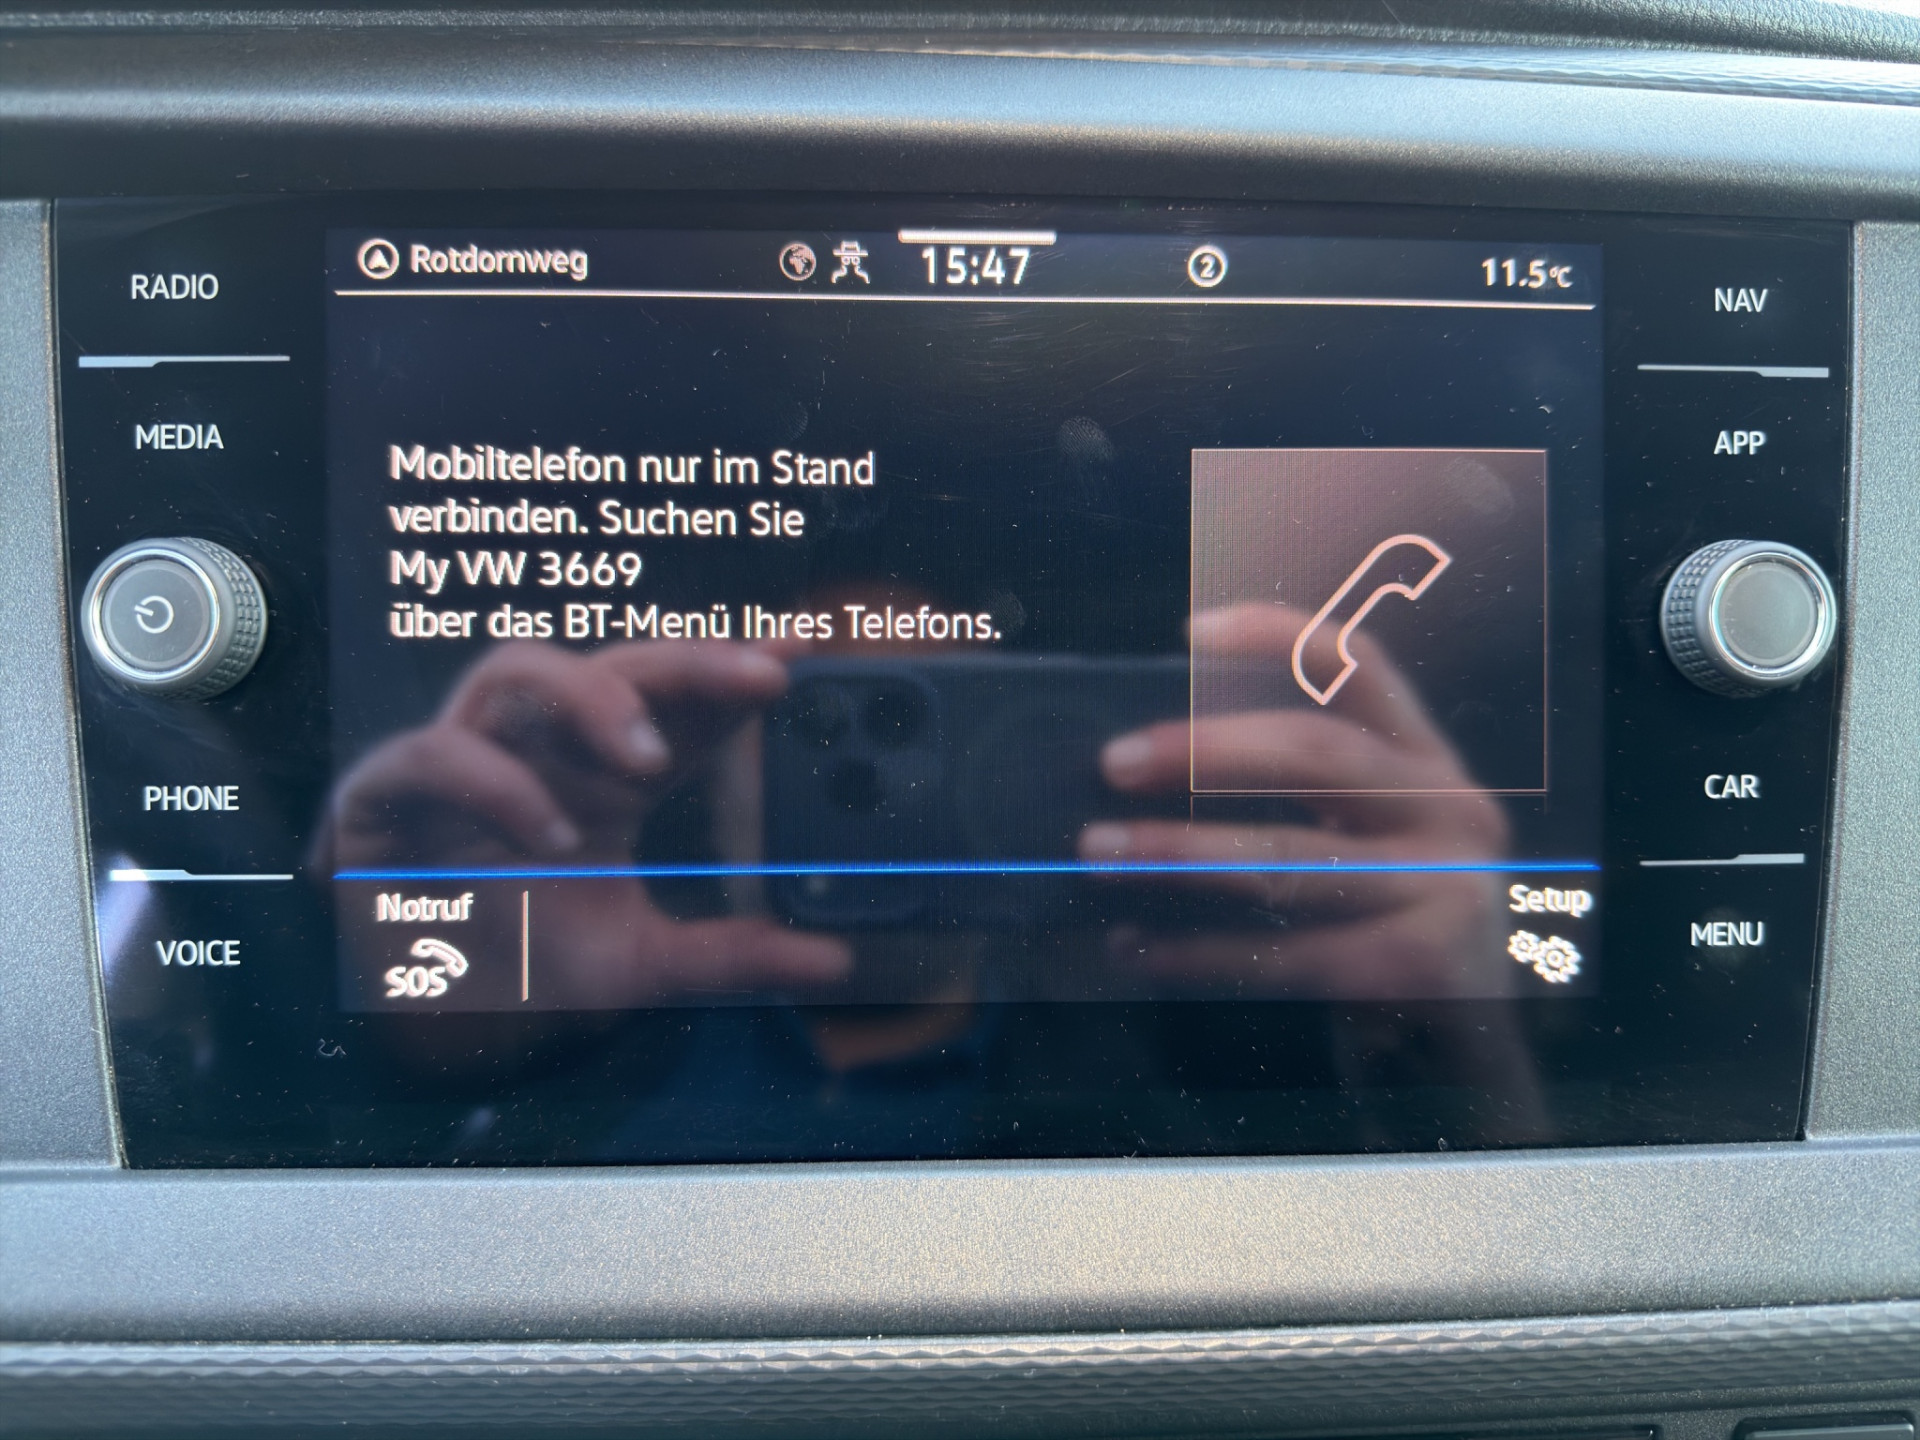 RADIO
MEDIA
PHONE
VOICE
Rotdornweg
15:47
2
11.5°C
Mobiltelefon nur im Stand
verbinden. Suchen Sie
My VW 3669
über das BT-Menü Ihres Telefons.
Notruf
SOS
Setup
NAV
APP
CAR
MENU